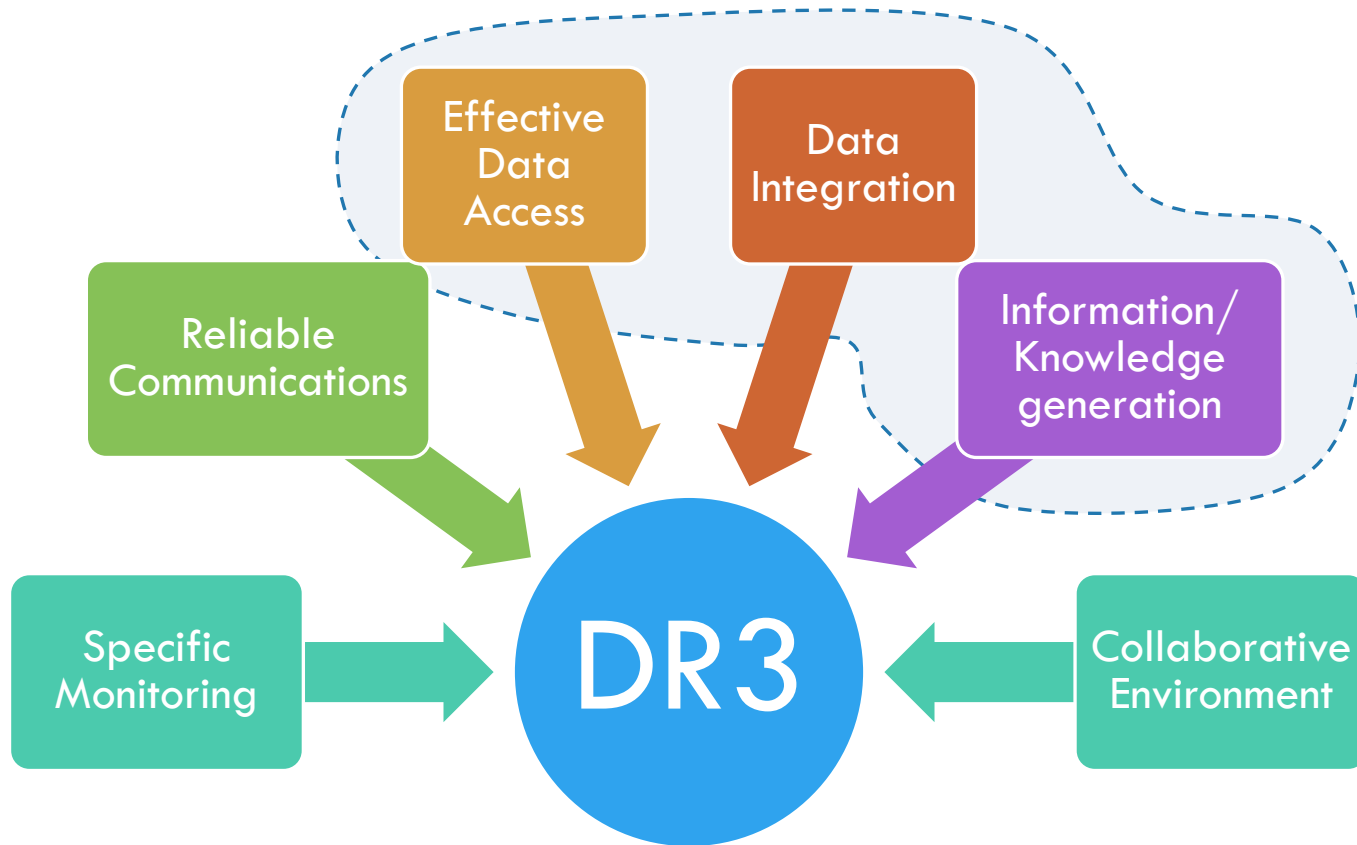 Effective
Data
Access
Data
Integration
Reliable
Communications
Information/
Knowledge
generation
Specific
Monitoring
DR3
Collaborative
Environment